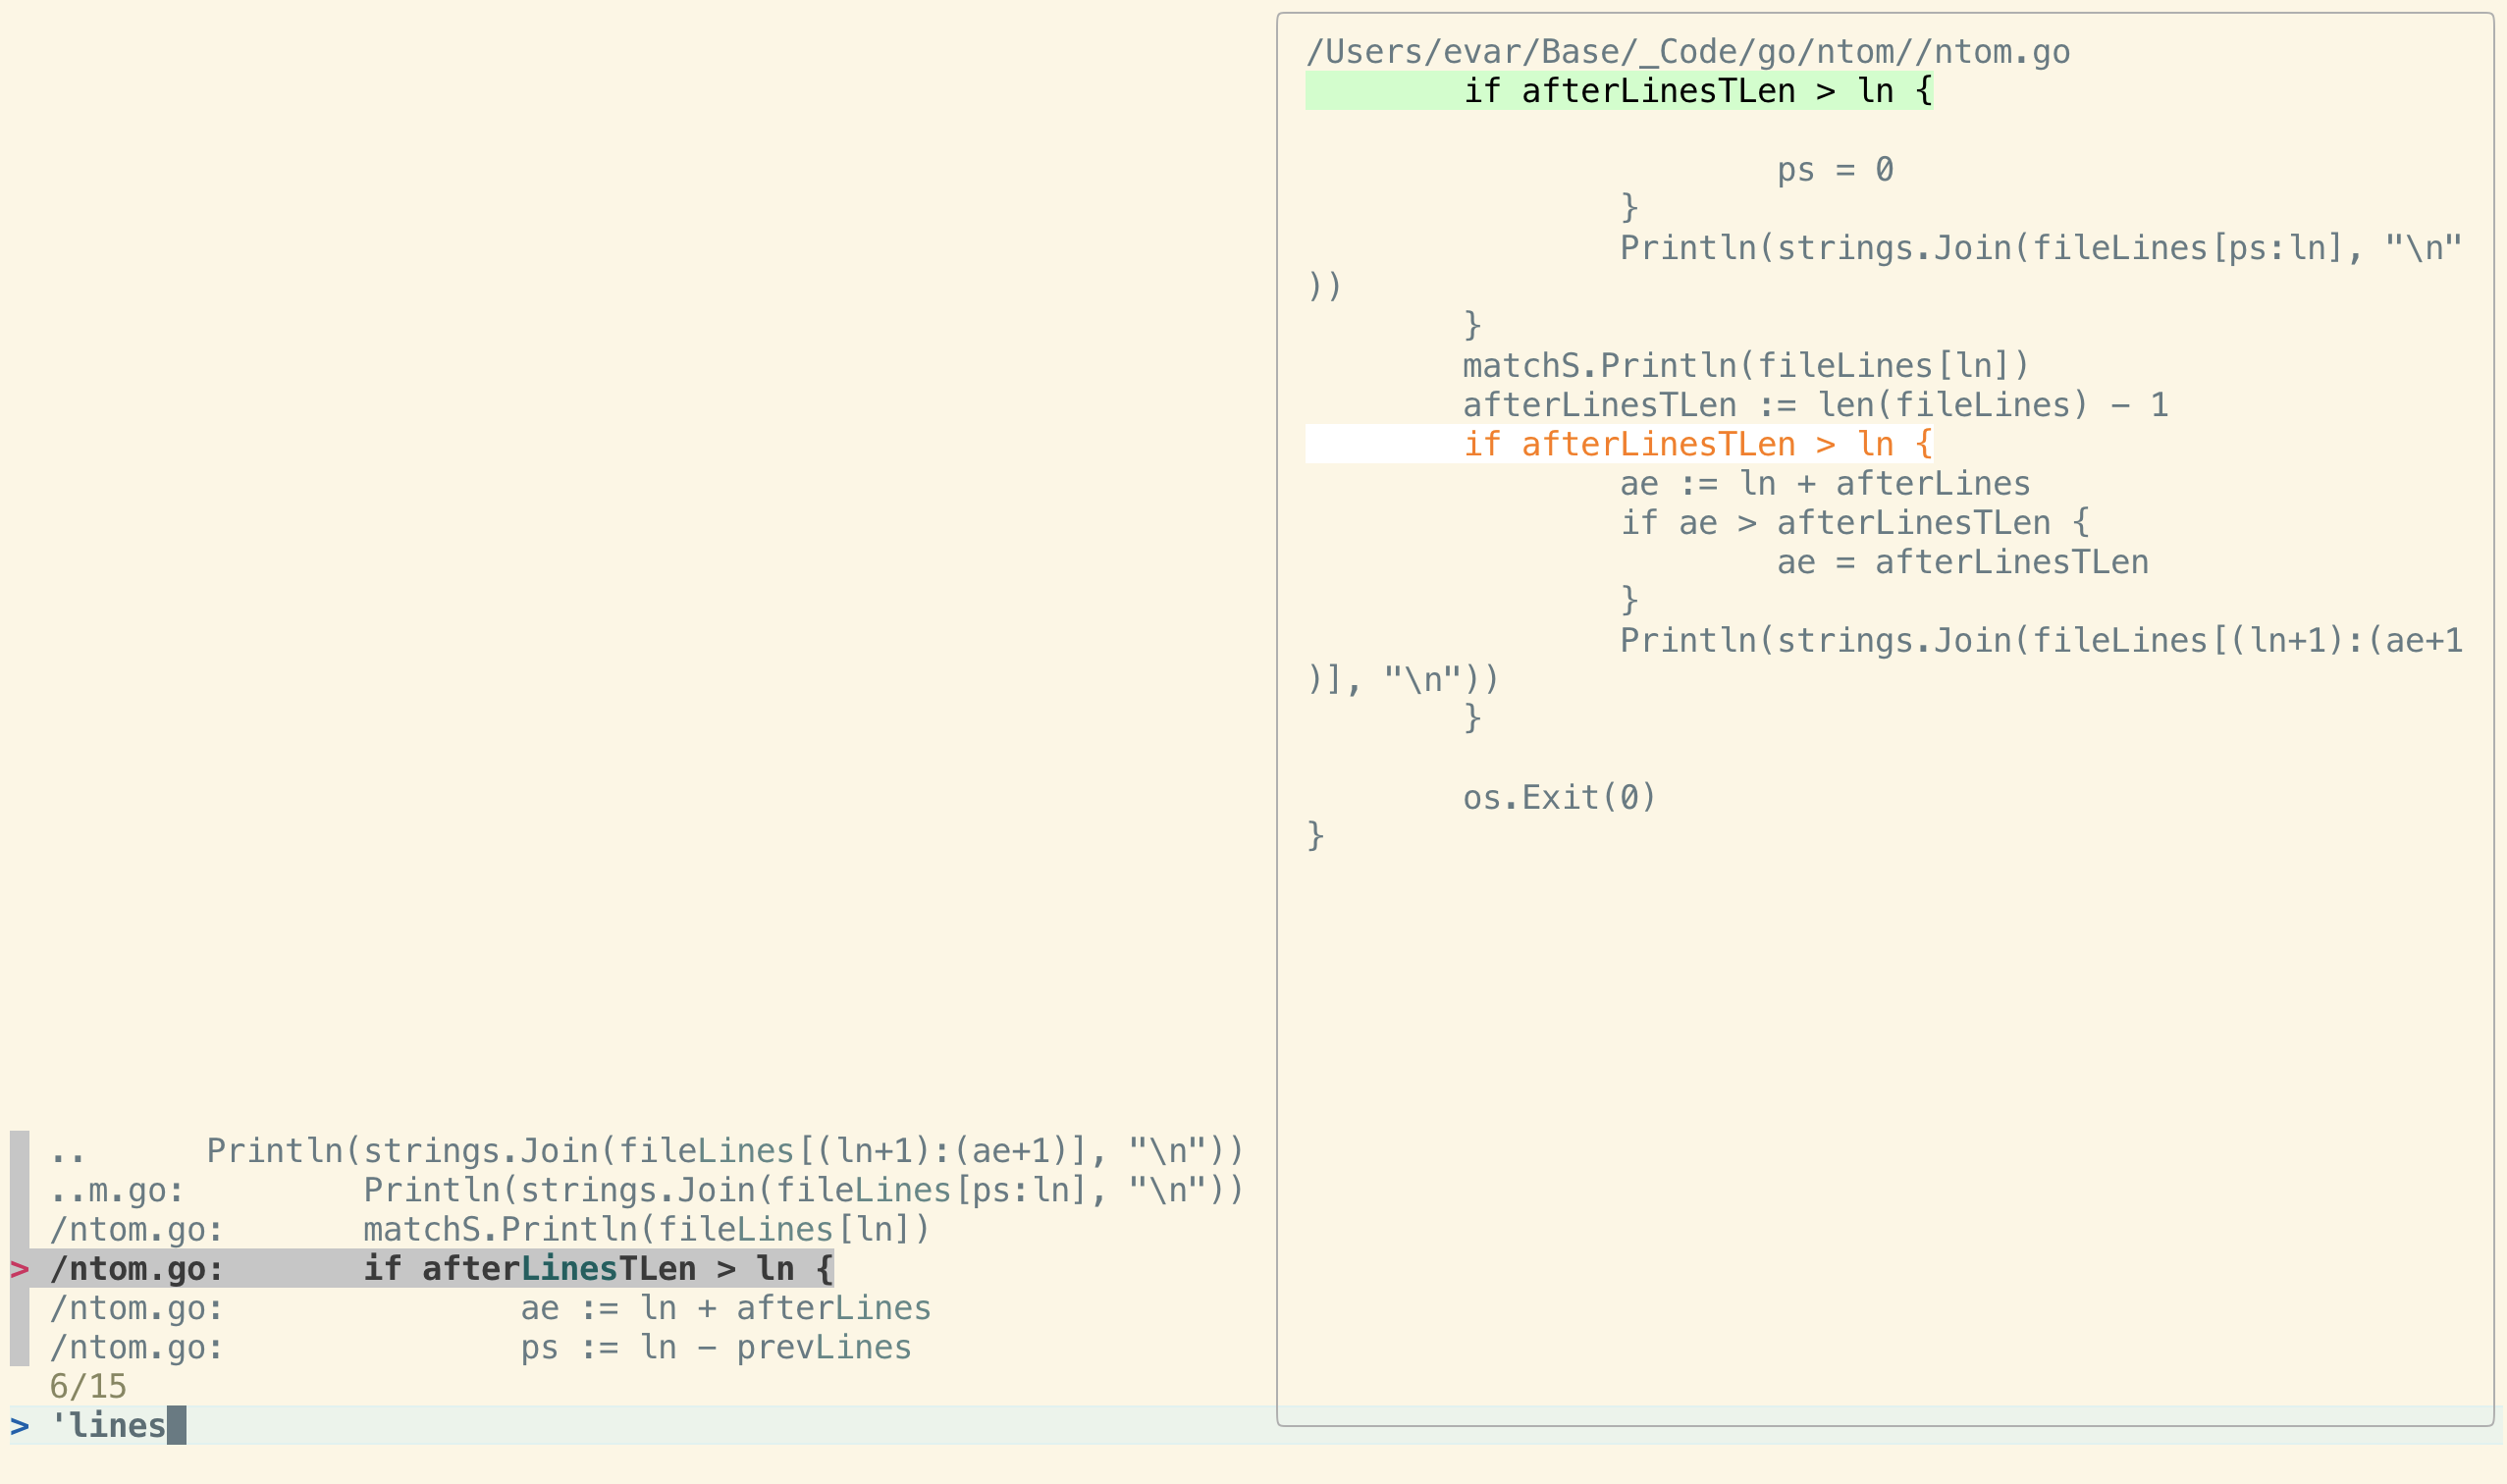 /Users/evar/Base/_Code/go/ntom//ntom.go
        if afterLinesTLen > ln {
                        ps = 0
                }
                Println(strings.Join(fileLines[ps:ln], "\n"
))
        }
        matchS.Println(fileLines[ln])
        afterLinesTLen := len(fileLines) - 1
        if afterLinesTLen > ln {
                ae := ln + afterLines
                if ae > afterLinesTLen {
                        ae = afterLinesTLen
                }
                Println(strings.Join(fileLines[(ln+1):(ae+1
)], "\n"))
        }
        os.Exit(0)
}
..      Println(strings.Join(fileLines[(ln+1):(ae+1)], "\n"))
..m.go:         Println(strings.Join(fileLines[ps:ln], "\n"))
/ntom.go:       matchS.Println(fileLines[ln])
> /ntom.go:       if afterLinesTLen > ln {
/ntom.go:               ae := ln + afterLines
/ntom.go:               ps := ln - prevLines
6/15
> 'lines